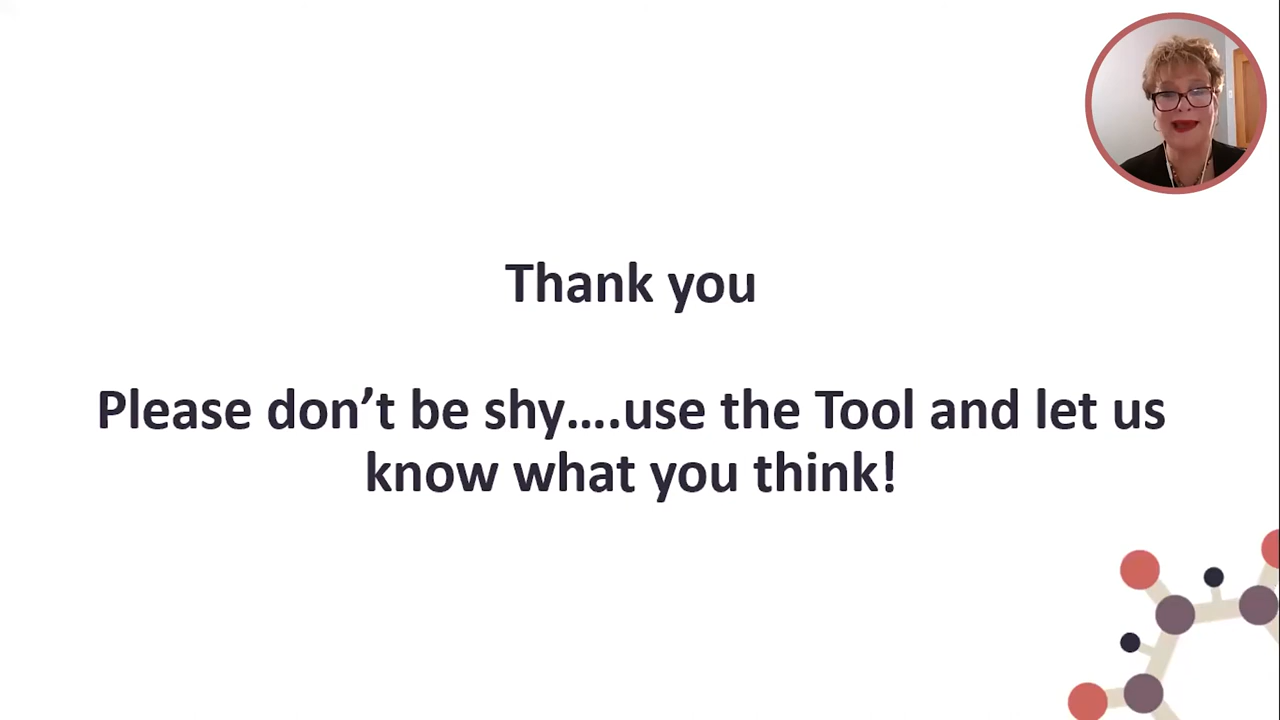 Thank you
Please don’t be shy....use the Tool and let us
know what you think!